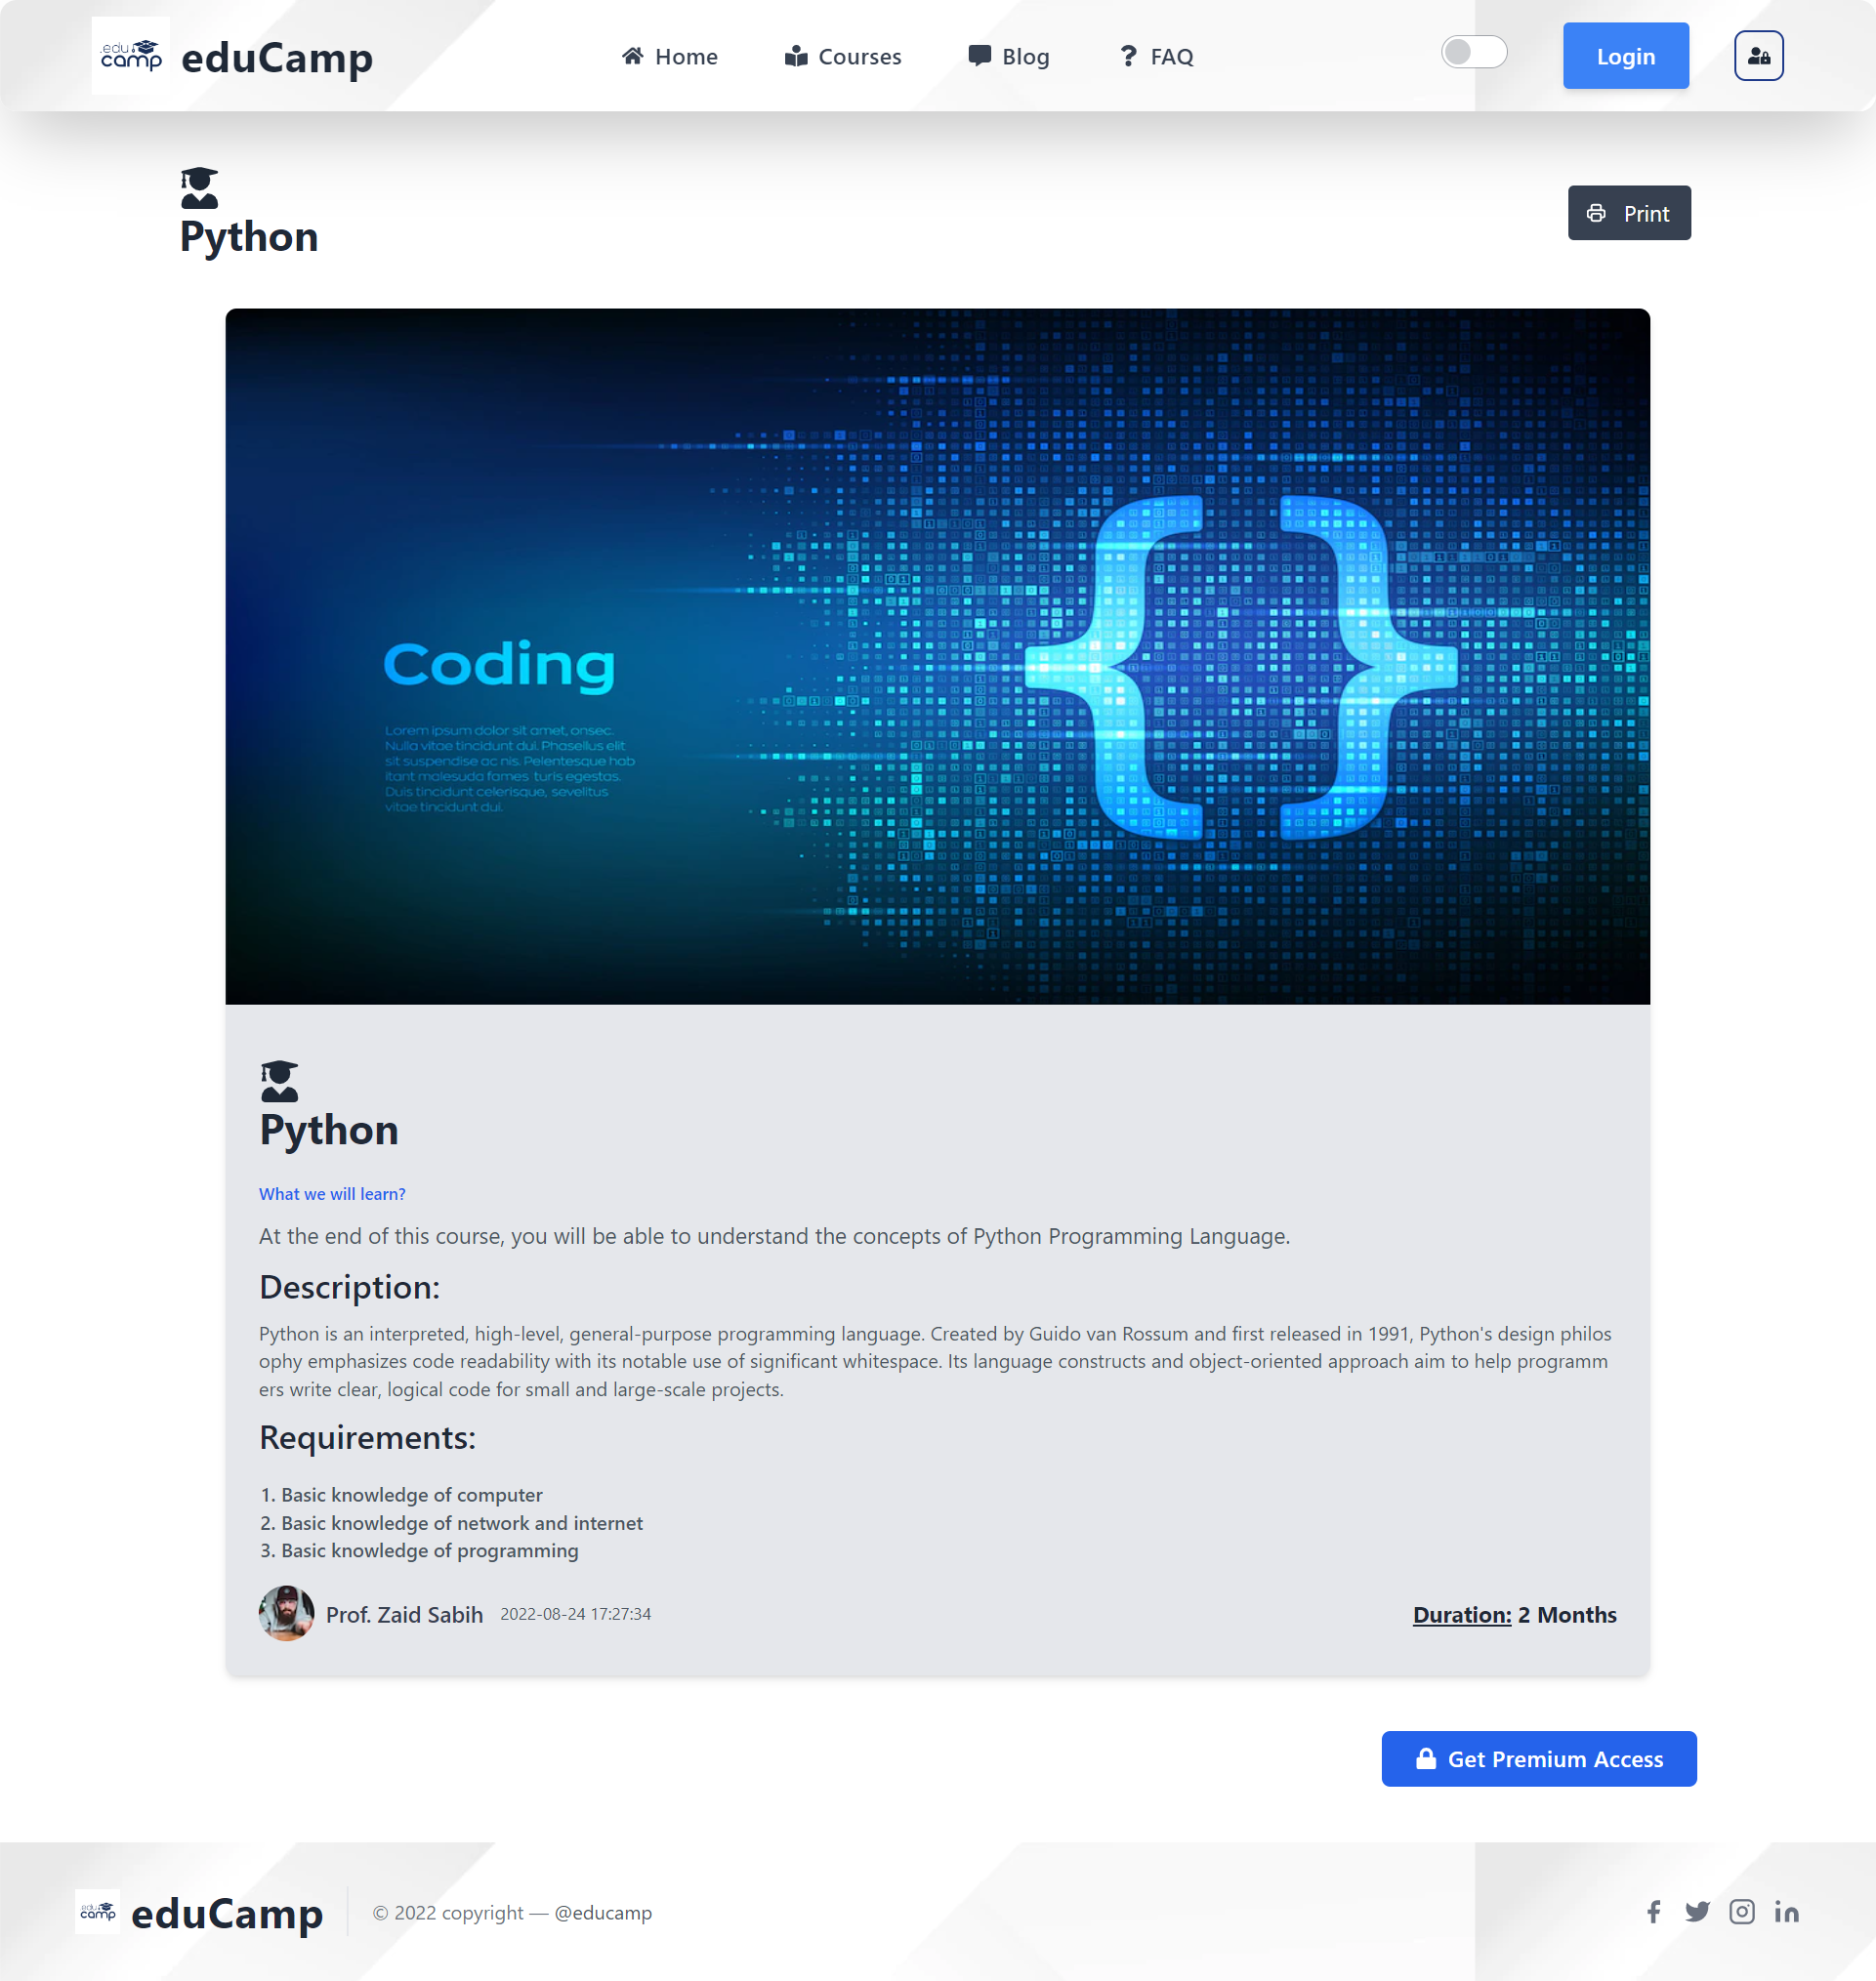 .edu
camp
eduCamp
Home
Courses
Blog
FAQ
Login
Python
Print
Coding
Lorem ipsum dolor sit amet, onsec.
Nulla vitae tincidunt dui. Phasellus elit
sit suspendise ac nis. Pelentesque hab
itant malesuda fames turis egestas.
Duis tincidunt celerisque, sevelitus
vitae tincidunt dui.
Python
What we will learn?
At the end of this course, you will be able to understand the concepts of Python Programming Language.
Description:
Python is an interpreted, high-level, general-purpose programming language. Created by Guido van Rossum and first released in 1991, Python's design philos
ophy emphasizes code readability with its notable use of significant whitespace. Its language constructs and object-oriented approach aim to help programm
ers write clear, logical code for small and large-scale projects.
Requirements:
1. Basic knowledge of computer
2. Basic knowledge of network and internet
3. Basic knowledge of programming
Prof. Zaid Sabih 2022-08-24 17:27:34
Duration: 2 Months
Get Premium Access
edu
camp
eduCamp
© 2022 copyright — @educamp